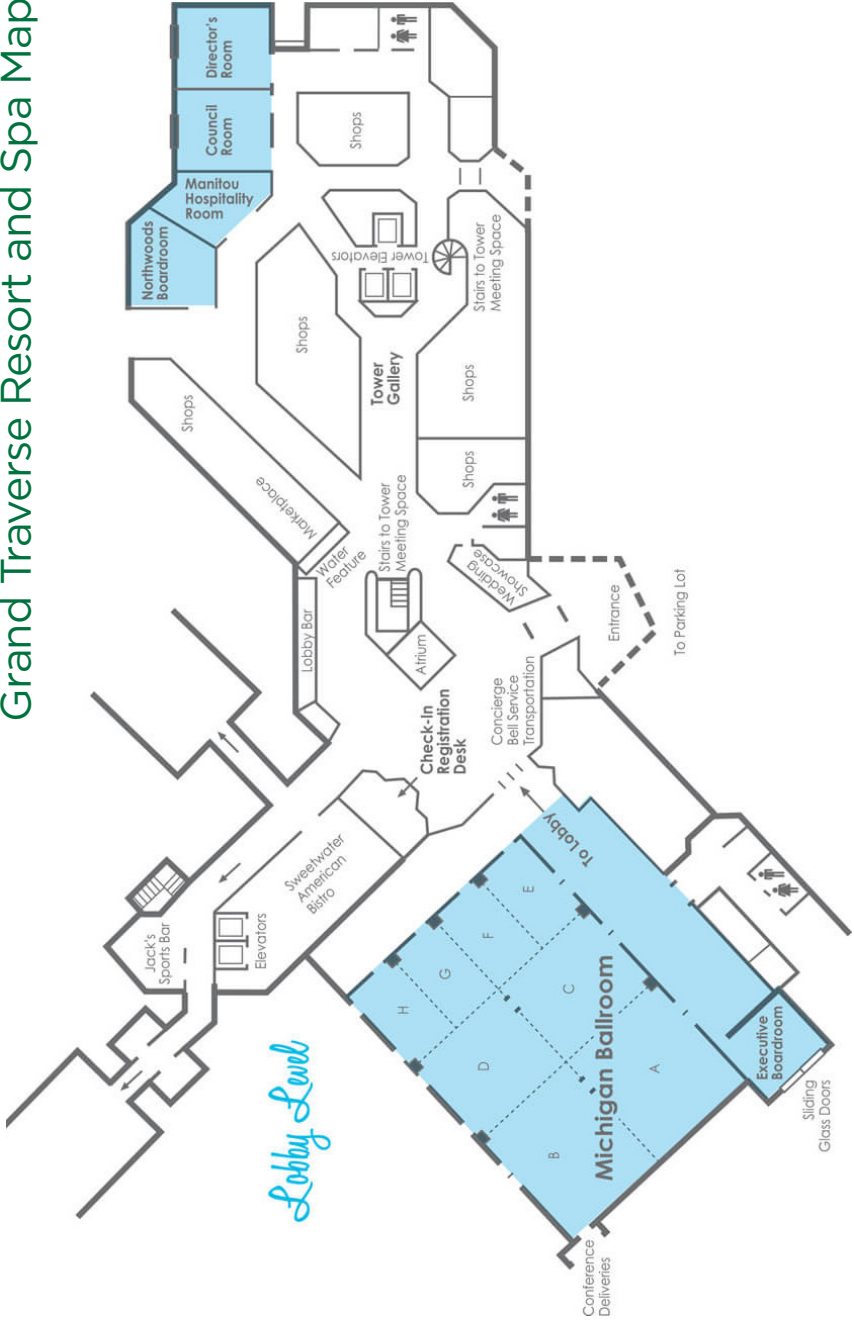 Grand Traverse Resort and Spa Map
Lobby Level
Conference
Deliveries
Michigan Ballroom
A
B
C
D
E
F
G
H
Executive
Boardroom
Sliding
Glass Doors
To Lobby
Jack's
Sports Bar
Elevators
Sweetwater
American
Bistro
Check-In
Registration
Desk
Concierge
Bell Service
Transportation
Lobby Bar
Atrium
Entrance
To Parking Lot
Water
Feature
Stairs to Tower
Meeting Space
Wedding
Showcase
Marketplace
Shops
Shops
Shops
Tower
Gallery
Shops
Tower Elevators
Stairs to Tower
Meeting Space
Shops
Northwoods
Boardroom
Manitou
Hospitality
Room
Council
Room
Director's
Room
Shops